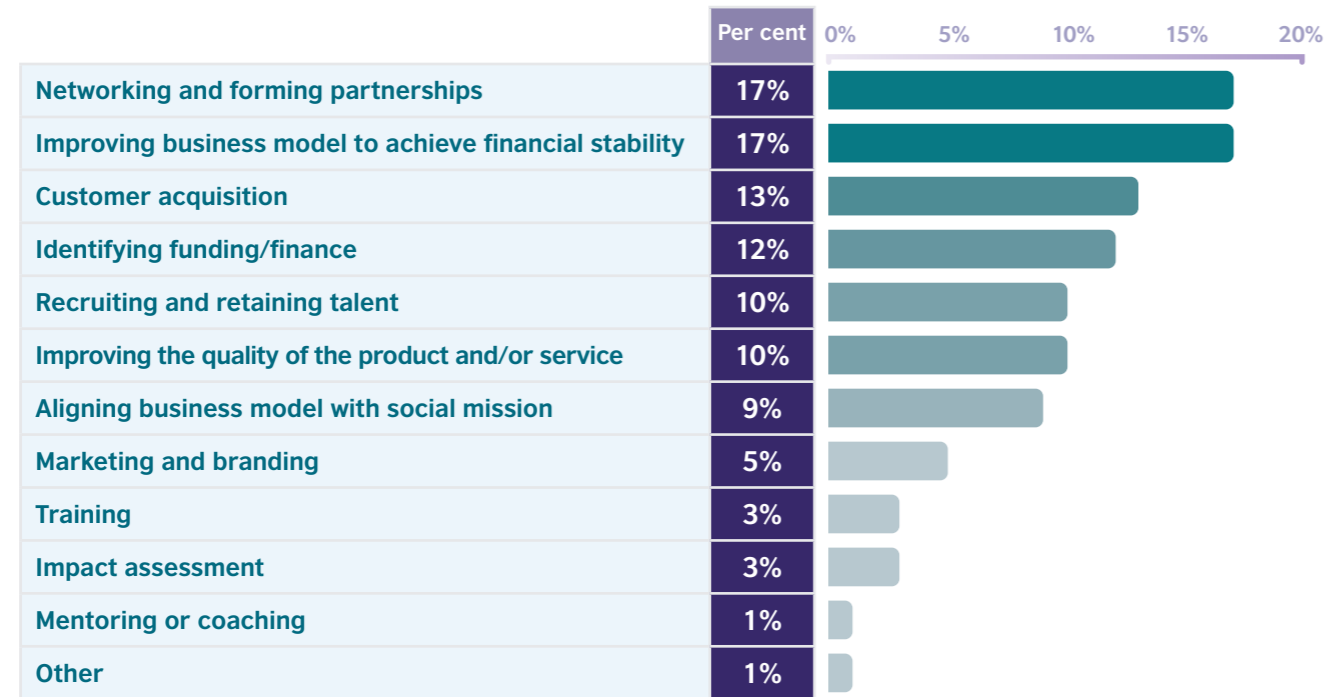 Per cent 0% 5% 10% 15% 20%
Networking and forming partnerships 17%
Improving business model to achieve financial stability 17%
Customer acquisition 13%
Identifying funding/finance 12%
Recruiting and retaining talent 10%
Improving the quality of the product and/or service 10%
Aligning business model with social mission 9%
Marketing and branding 5%
Training 3%
Impact assessment 3%
Mentoring or coaching 1%
Other 1%